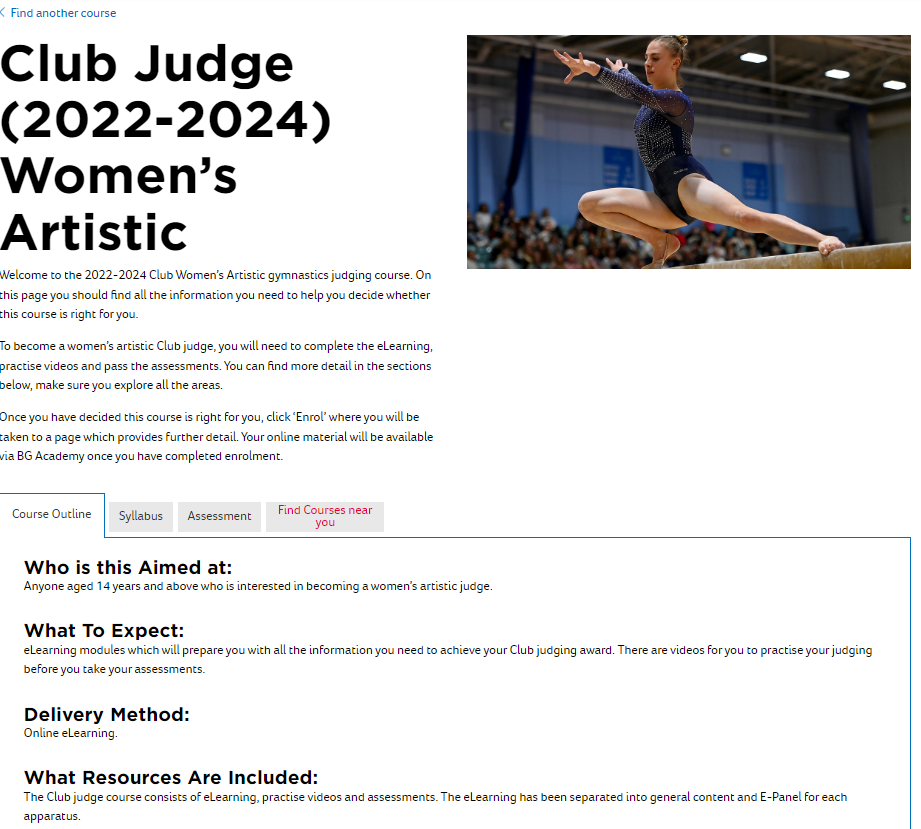 Find another course
Club Judge
(2022-2024)
Women's
Artistic
Welcome to the 2022-2024 Club Women's Artistic gymnastics judging course. On
this page you should find all the information you need to help you decide whether
this course is right for you.
To become a women's artistic Club judge, you will need to complete the eLearning,
practise videos and pass the assessments. You can find more detail in the sections
below, make sure you explore all the areas.
Once you have decided this course is right for you, click 'Enrol' where you will be
taken to a page which provides further detail. Your online material will be available
via BG Academy once you have completed enrolment.
Course Outline
Syllabus
Assessment
Find Courses near
you
Who is this Aimed at:
Anyone aged 14 years and above who is interested in becoming a women's artistic judge.
What To Expect:
eLearning modules which will prepare you with all the information you need to achieve your Club judging award. There are videos for you to practise your judging
before you take your assessments.
Delivery Method:
Online eLearning.
What Resources Are Included:
The Club judge course consists of eLearning, practise videos and assessments. The eLearning has been separated into general content and E-Panel for each
apparatus.